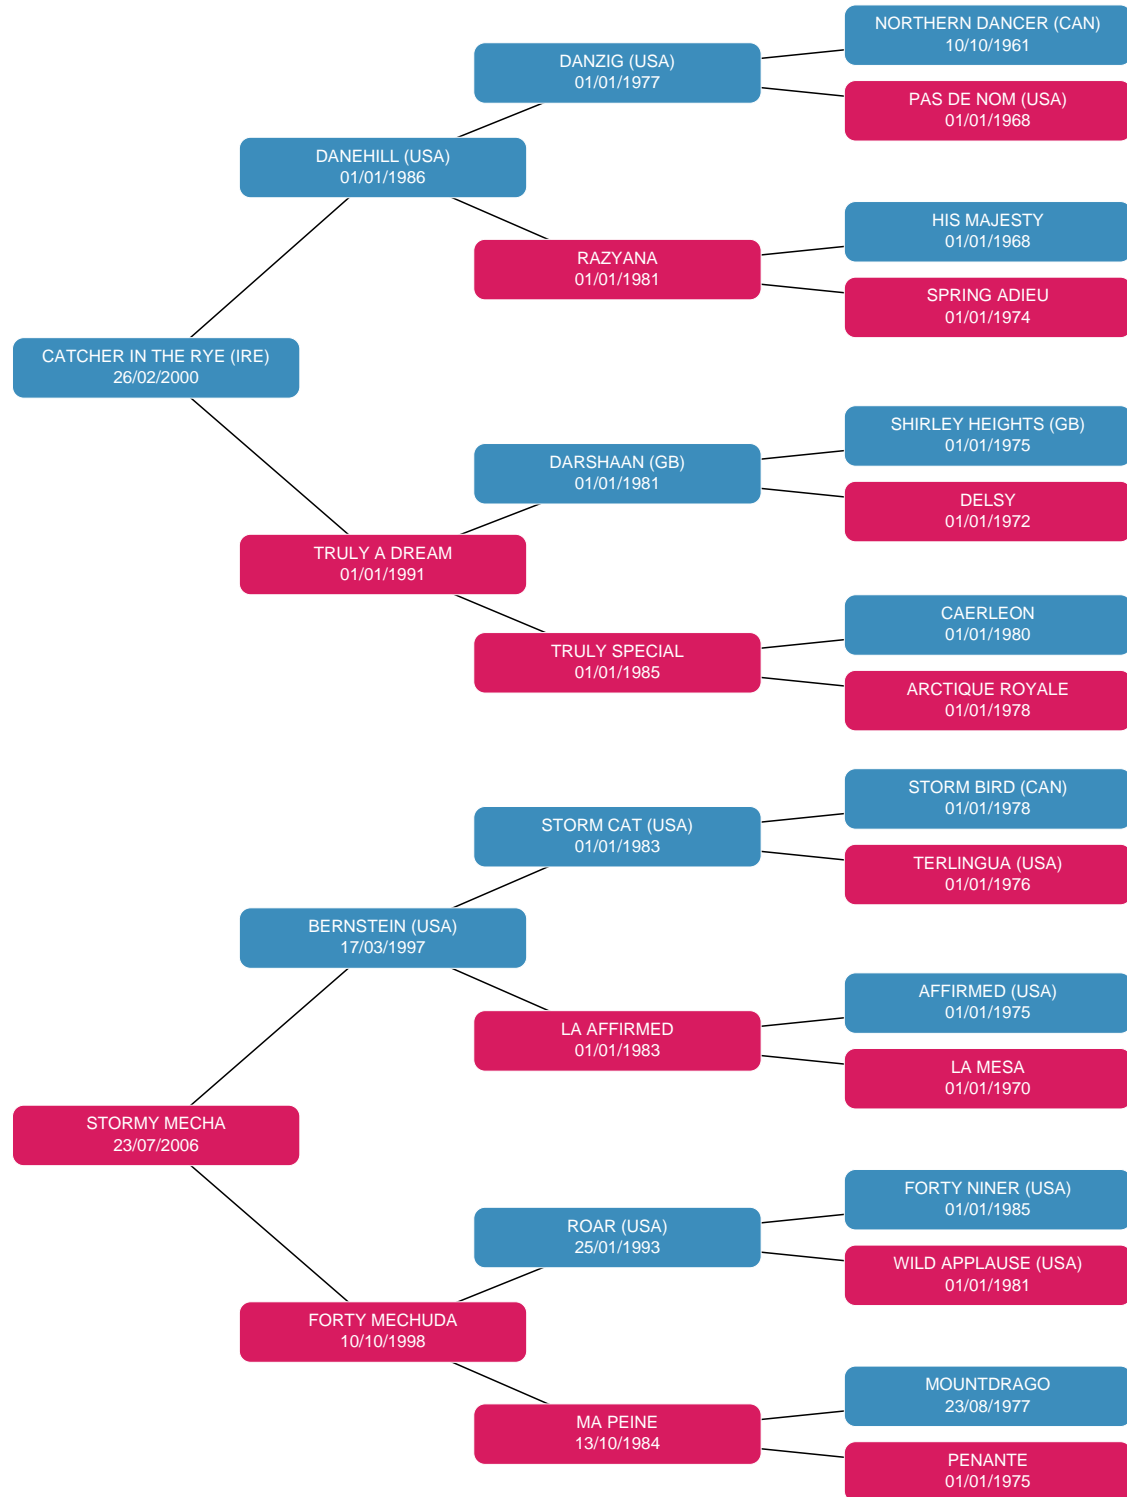 NORTHERN DANCER (CAN)
10/10/1961
DANZIG (USA)
01/01/1977
PAS DE NOM (USA)
01/01/1968
DANEHILL (USA)
01/01/1986
HIS MAJESTY
01/01/1968
RAZYANA
01/01/1981
SPRING ADIEU
01/01/1974
CATCHER IN THE RYE (IRE)
26/02/2000
SHIRLEY HEIGHTS (GB)
01/01/1975
DARSHAAN (GB)
01/01/1981
DELSY
01/01/1972
TRULY A DREAM
01/01/1991
CAERLEON
01/01/1980
TRULY SPECIAL
01/01/1985
ARCTIQUE ROYALE
01/01/1978
STORM BIRD (CAN)
01/01/1978
STORM CAT (USA)
01/01/1983
TERLINGUA (USA)
01/01/1976
BERNSTEIN (USA)
17/03/1997
AFFIRMED (USA)
01/01/1975
LA AFFIRMED
01/01/1983
LA MESA
01/01/1970
STORMY MECHA
23/07/2006
FORTY NINER (USA)
01/01/1985
ROAR (USA)
25/01/1993
WILD APPLAUSE (USA)
01/01/1981
FORTY MECHUDA
10/10/1998
MOUNTDRAGO
23/08/1977
MA PEINE
13/10/1984
PENANTE
01/01/1975